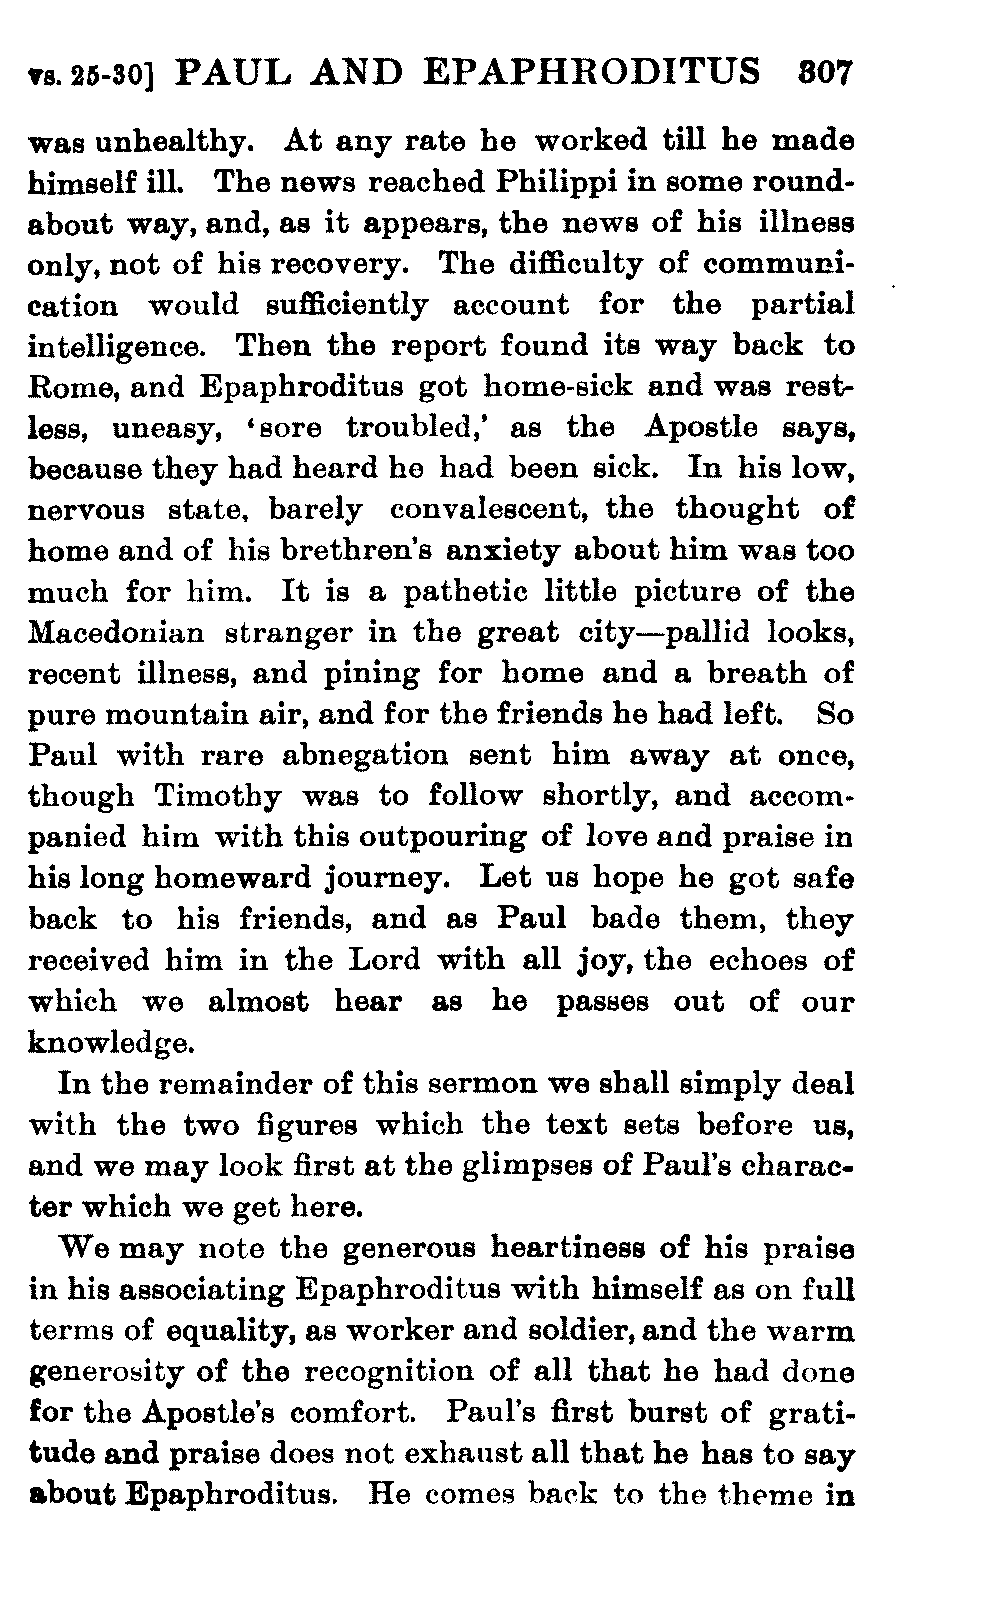 vs. 25-30] PAUL AND EPAPHRODITUS 307
was unhealthy. At any rate he worked till he made
himself ill. The news reached Philippi in some round-
about way, and, as it appears, the news of his illness
only, not of his recovery. The difficulty of communi-
cation would sufficiently account for the partial
intelligence. Then the report found its way back to
Rome, and Epaphroditus got home-sick and was rest-
less, uneasy, ‘sore troubled,’ as the Apostle says,
because they had heard he had been sick. In his low,
nervous state, barely convalescent, the thought of
home and of his brethren's anxiety about him was too
much for him. It is a pathetic little picture of the
Macedonian stranger in the great city—pallid looks,
recent illness, and pining for home and a breath of
pure mountain air, and for the friends he had left. So
Paul with rare abnegation sent him away at once,
though Timothy was to follow shortly, and accom-
panied him with this outpouring of love and praise in
his long homeward journey. Let us hope he got safe
back to his friends, and as Paul bade them, they
received him in the Lord with all joy, the echoes of
which we almost hear as he passes out of our
knowledge.
In the remainder of this sermon we shall simply deal
with the two figures which the text sets before us,
and we may look first at the glimpses of Paul's charac-
ter which we get here.
We may note the generous heartiness of his praise
in his associating Epaphroditus with himself as on full
terms of equality, as worker and soldier, and the warm
generosity of the recognition of all that he had done
for the Apostle's comfort. Paul's first burst of grati-
tude and praise does not exhaust all that he has to say
about Epaphroditus. He comes back to the theme in